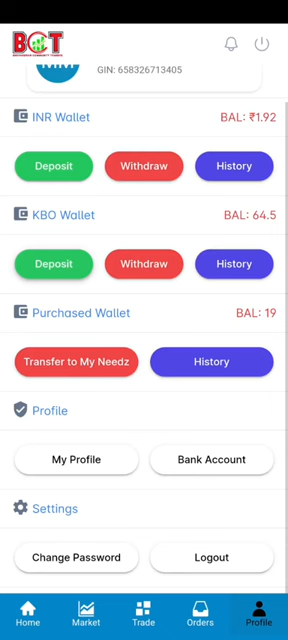 BCT
GIN: 658326713405
INR Wallet
BAL: ₹1.92
Deposit
Withdraw
History
KBO Wallet
BAL: 64.5
Deposit
Withdraw
History
Purchased Wallet
BAL: 19
Transfer to My Needz
History
Profile
My Profile
Bank Account
Settings
Change Password
Logout
Home
Market
Trade
Orders
Profile